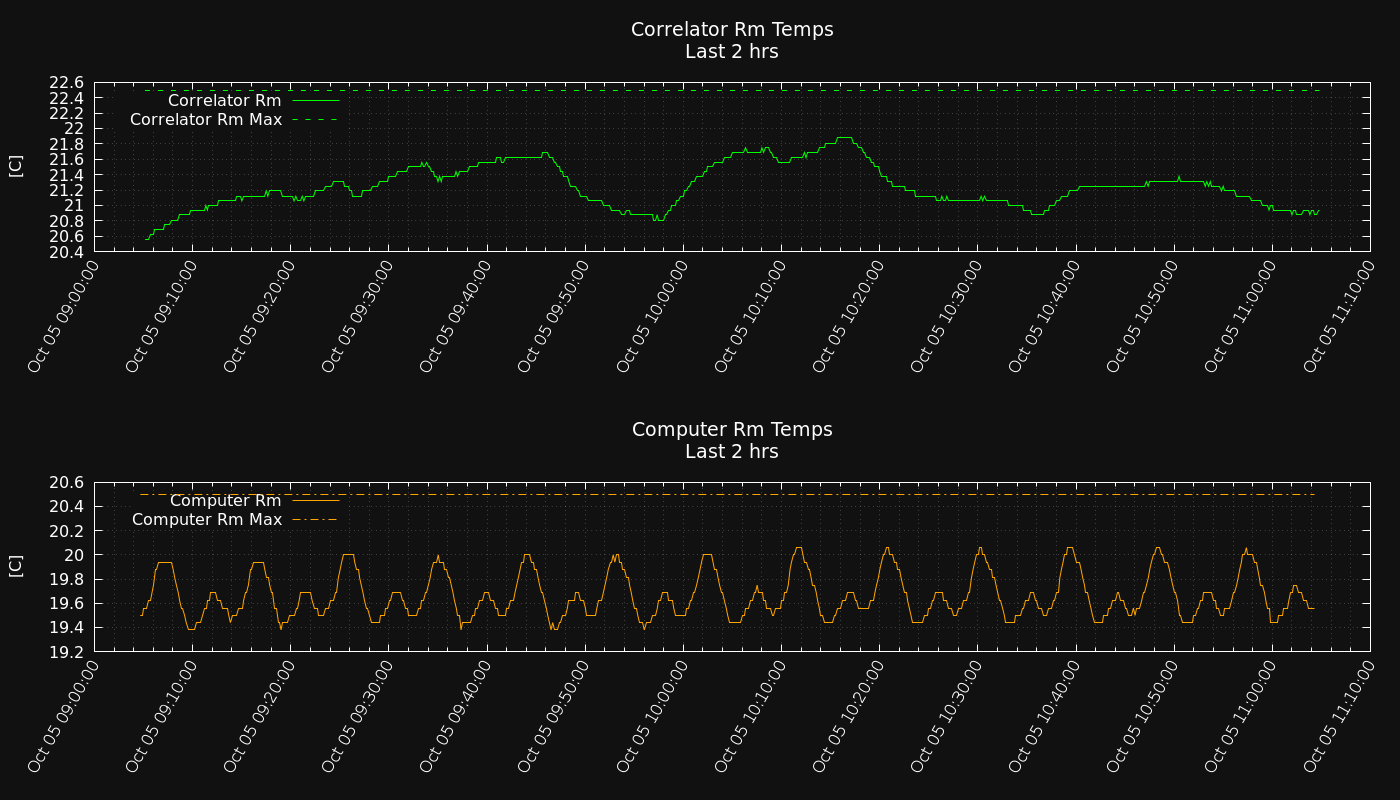 Correlator Rm Temps
Last 2 hrs
22.6
22.4
22.2
22
21.8
21.6
21.4
21.2
21
20.8
20.6
20.4
[C]
Correlator Rm
Correlator Rm Max
Oct 05 09:00:00
Oct 05 09:10:00
Oct 05 09:20:00
Oct 05 09:30:00
Oct 05 09:40:00
Oct 05 09:50:00
Oct 05 10:00:00
Oct 05 10:10:00
Oct 05 10:20:00
Oct 05 10:30:00
Oct 05 10:40:00
Oct 05 10:50:00
Oct 05 11:00:00
Oct 05 11:10:00
Computer Rm Temps
Last 2 hrs
20.6
20.4
20.2
20
19.8
19.6
19.4
19.2
[C]
Computer Rm
Computer Rm Max
Oct 05 09:00:00
Oct 05 09:10:00
Oct 05 09:20:00
Oct 05 09:30:00
Oct 05 09:40:00
Oct 05 09:50:00
Oct 05 10:00:00
Oct 05 10:10:00
Oct 05 10:20:00
Oct 05 10:30:00
Oct 05 10:40:00
Oct 05 10:50:00
Oct 05 11:00:00
Oct 05 11:10:00